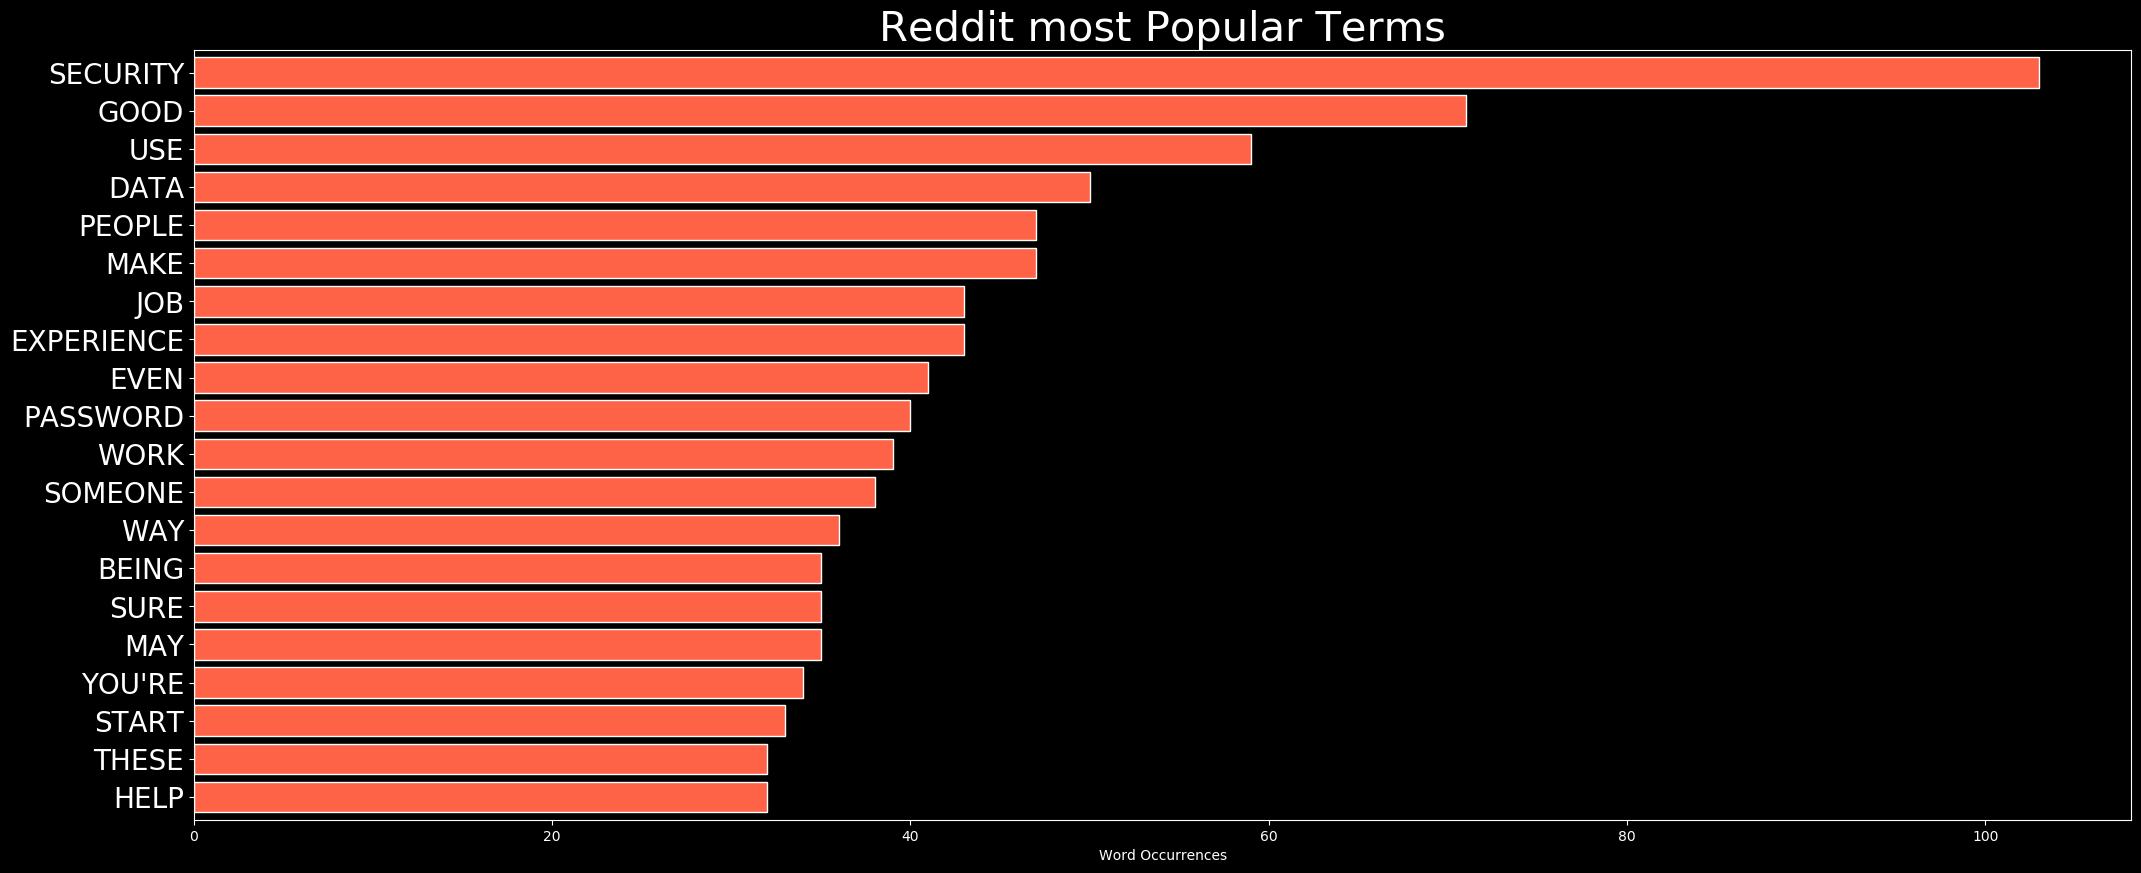 Reddit most Popular Terms
SECURITY
GOOD
USE
DATA
PEOPLE
MAKE
JOB
EXPERIENCE
EVEN
PASSWORD
WORK
SOMEONE
WAY
BEING
SURE
MAY
YOU'RE
START
THESE
HELP
0 20 40 60 80 100
Word Occurrences